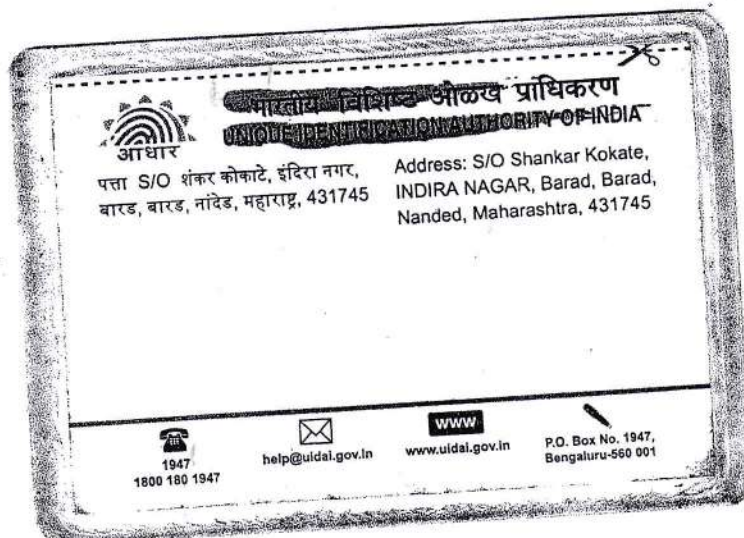 भारतीय विशिष्ट ओळख प्राधिकरण
UNIQUE IDENTIFICATION AUTHORITY OF INDIA
आधार
पत्ता S/O शंकर कोकाटे, इंदिरा नगर,
बारड, बारड, नांदेड, महाराष्ट्र, 431745
Address: S/O Shankar Kokate,
INDIRA NAGAR, Barad, Barad,
Nanded, Maharashtra, 431745
1947
1800 180 1947
help@uidai.gov.in
www
www.uidai.gov.in
P.O. Box No. 1947,
Bengaluru-560 001